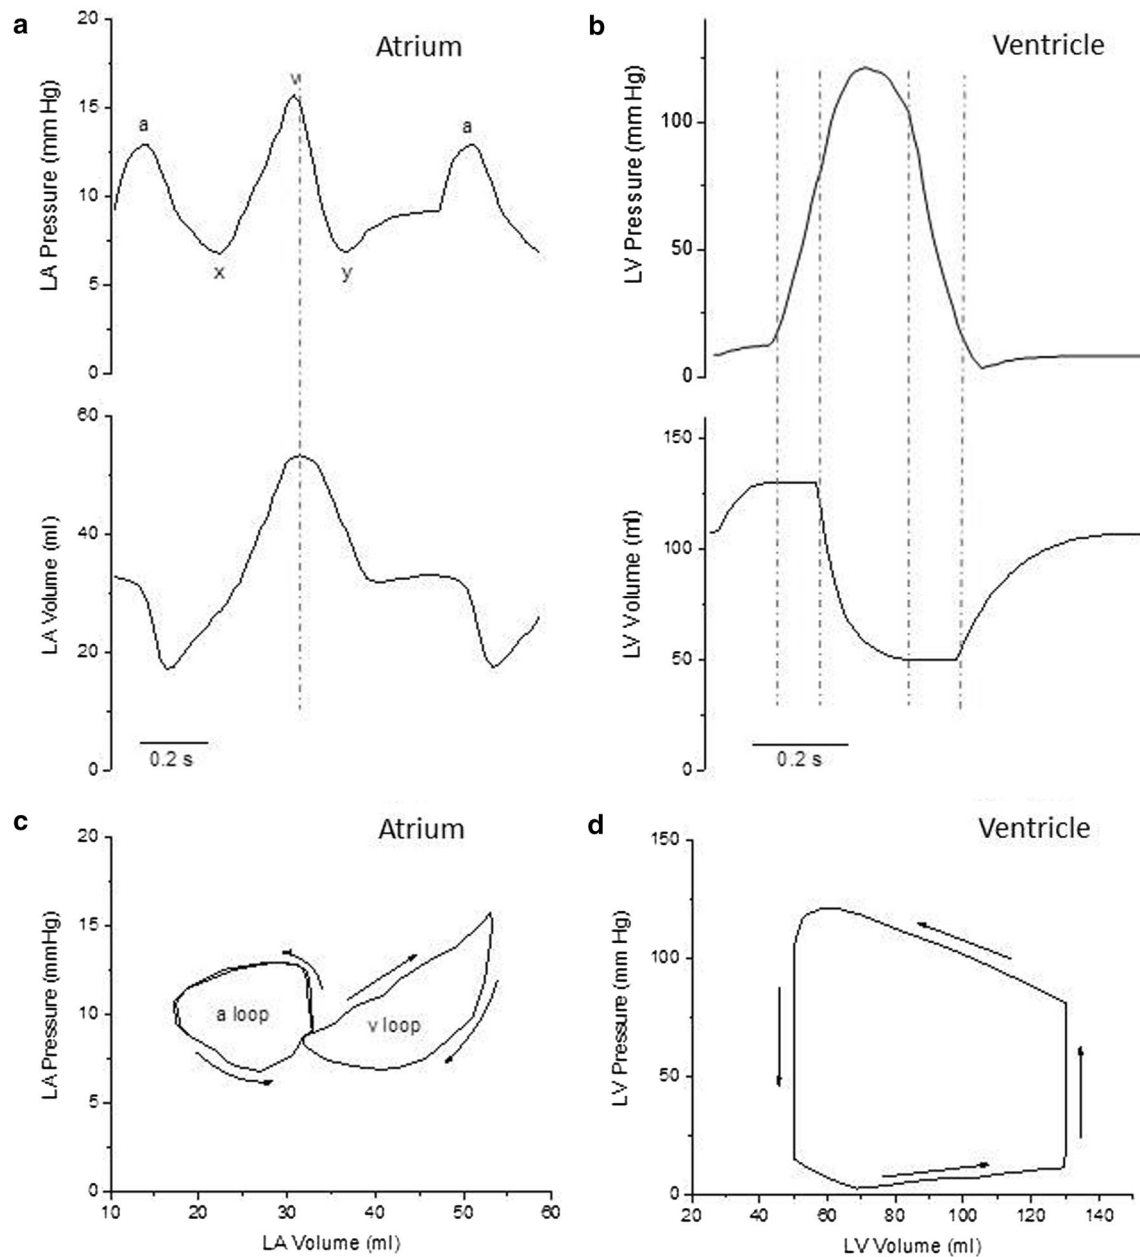 a
Atrium
20
15
10
5
0
LA Pressure (mm Hg)
a
v
a
x
y
60
40
20
0
LA Volume (ml)
0.2 s
b
Ventricle
100
50
0
LV Pressure (mm Hg)
150
100
50
0
LV Volume (ml)
0.2 s
c
Atrium
20
15
10
5
0
LA Pressure (mmHg)
a loop
v loop
10 20 30 40 50 60
LA Volume (ml)
d
Ventricle
150
100
50
0
LV Pressure (mm Hg)
20 40 60 80 100 120 140
LV Volume (ml)